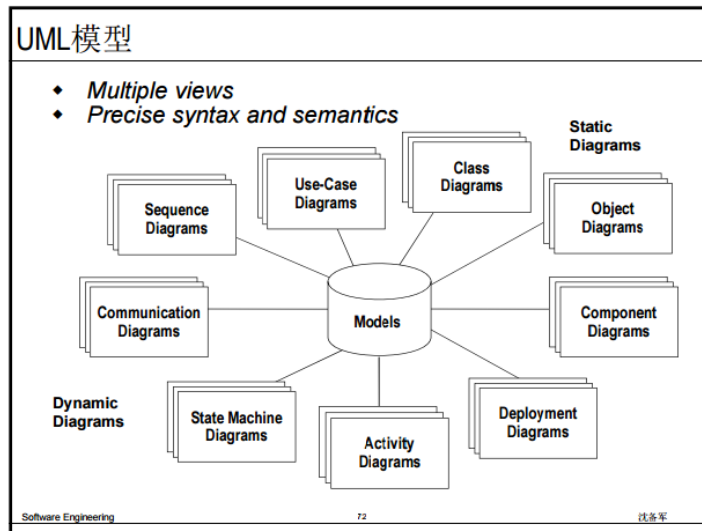 UML模型
Multiple views
Precise syntax and semantics
Static
Diagrams
Class
Diagrams
Use-Case
Diagrams
Sequence
Diagrams
Object
Diagrams
Communication
Diagrams
Models
Component
Diagrams
Dynamic
Diagrams
State Machine
Diagrams
Activity
Diagrams
Deployment
Diagrams
Software Engineering
72
沈备军